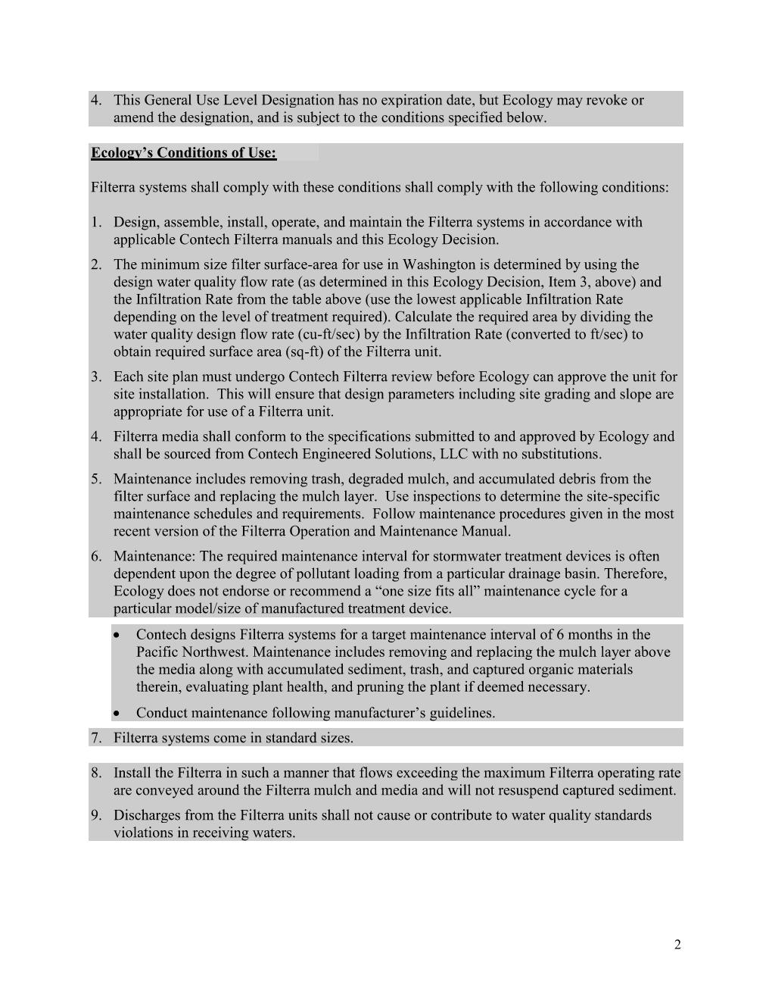 4. This General Use Level Designation has no expiration date, but Ecology may revoke or
amend the designation, and is subject to the conditions specified below.
Ecology's Conditions of Use:
Filterra systems shall comply with these conditions shall comply with the following conditions:
1. Design, assemble, install, operate, and maintain the Filterra systems in accordance with
applicable Contech Filterra manuals and this Ecology Decision.
2. The minimum size filter surface-area for use in Washington is determined by using the
design water quality flow rate (as determined in this Ecology Decision, Item 3, above) and
the Infiltration Rate from the table above (use the lowest applicable Infiltration Rate
depending on the level of treatment required). Calculate the required area by dividing the
water quality design flow rate (cu-ft/sec) by the Infiltration Rate (converted to ft/sec) to
obtain required surface area (sq-ft) of the Filterra unit.
3. Each site plan must undergo Contech Filterra review before Ecology can approve the unit for
site installation.  This will ensure that design parameters including site grading and slope are
appropriate for use of a Filterra unit.
4. Filterra media shall conform to the specifications submitted to and approved by Ecology and
shall be sourced from Contech Engineered Solutions, LLC with no substitutions.
5. Maintenance includes removing trash, degraded mulch, and accumulated debris from the
filter surface and replacing the mulch layer.  Use inspections to determine the site-specific
maintenance schedules and requirements.  Follow maintenance procedures given in the most
recent version of the Filterra Operation and Maintenance Manual.
6. Maintenance: The required maintenance interval for stormwater treatment devices is often
dependent upon the degree of pollutant loading from a particular drainage basin. Therefore,
Ecology does not endorse or recommend a “one size fits all” maintenance cycle for a
particular model/size of manufactured treatment device.
• Contech designs Filterra systems for a target maintenance interval of 6 months in the
Pacific Northwest. Maintenance includes removing and replacing the mulch layer above
the media along with accumulated sediment, trash, and captured organic materials
therein, evaluating plant health, and pruning the plant if deemed necessary.
• Conduct maintenance following manufacturer's guidelines.
7. Filterra systems come in standard sizes.
8. Install the Filterra in such a manner that flows exceeding the maximum Filterra operating rate
are conveyed around the Filterra mulch and media and will not resuspend captured sediment.
9. Discharges from the Filterra units shall not cause or contribute to water quality standards
violations in receiving waters.
2